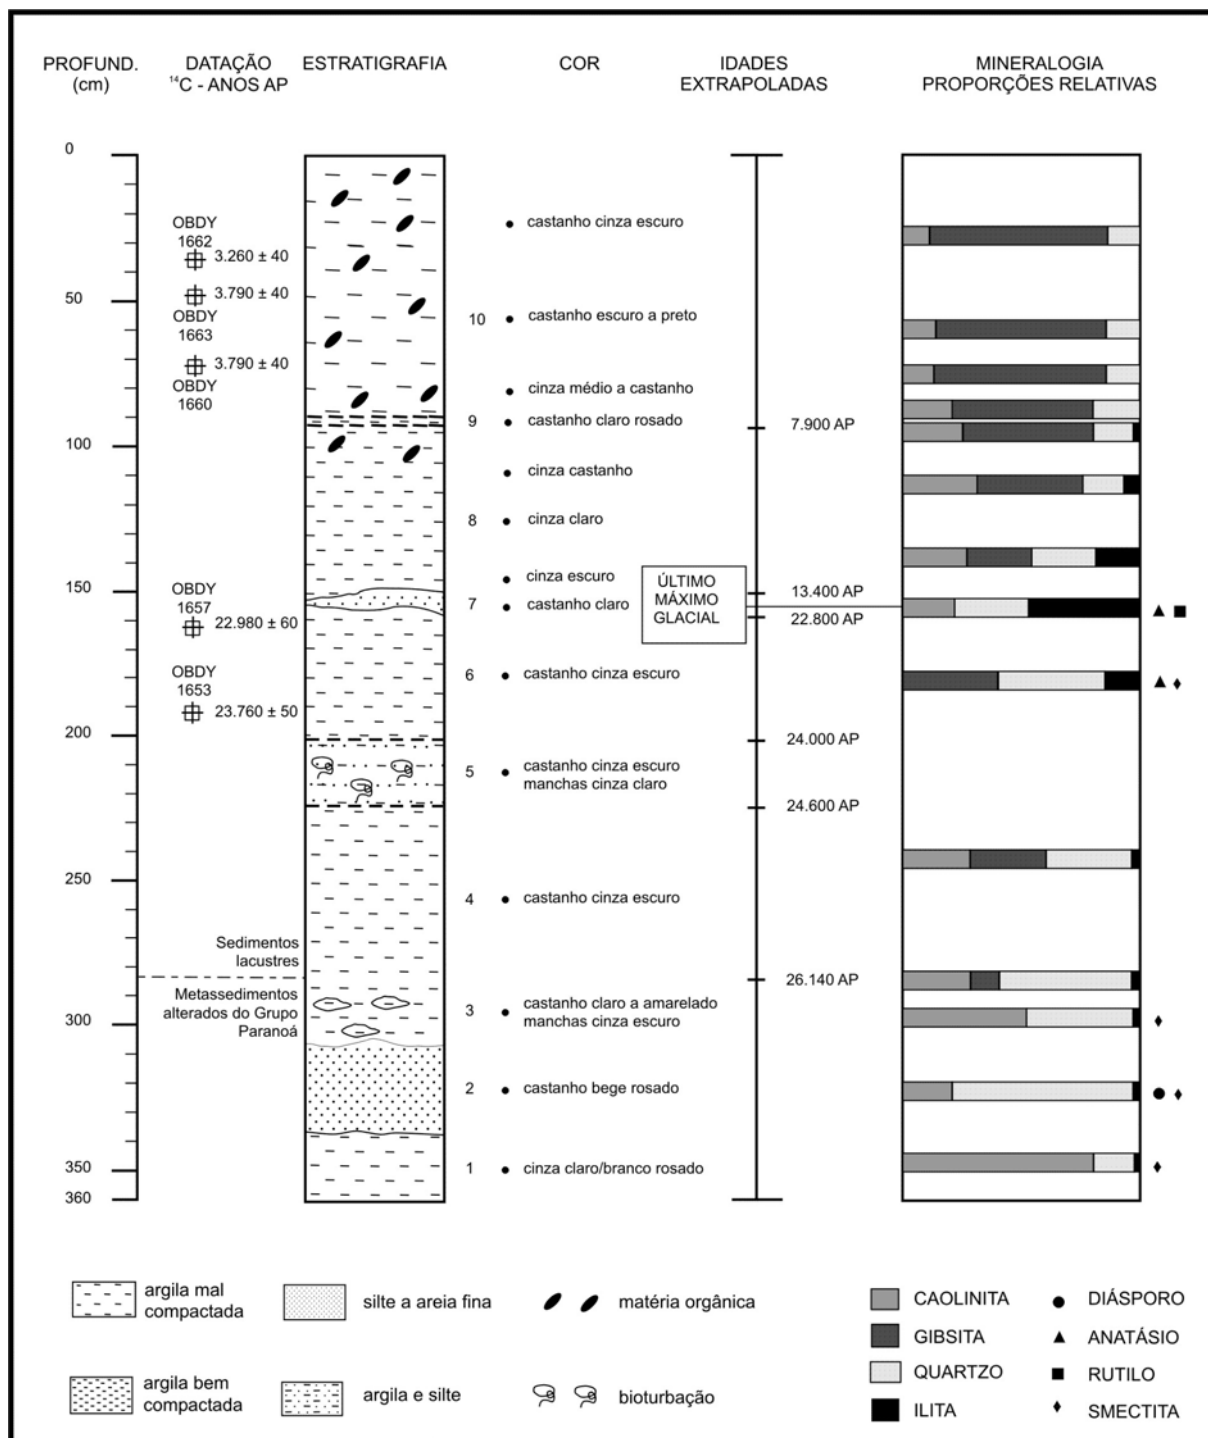 PROFUND.
(cm)
DATAÇÃO
¹⁴C - ANOS AP
ESTRATIGRAFIA
COR
IDADES
EXTRAPOLADAS
MINERALOGIA
PROPORÇÕES RELATIVAS
0
50
100
150
200
250
300
350
360
OBDY
1662
3.260 ± 40
3.790 ± 40
OBDY
1663
3.790 ± 40
OBDY
1660
OBDY
1657
22.980 ± 60
OBDY
1653
23.760 ± 50
Sedimentos
lacustres
Metassedimentos
alterados do Grupo
Paranoá
castanho cinza escuro
10 castanho escuro a preto
cinza médio a castanho
9 castanho claro rosado
cinza castanho
8 cinza claro
cinza escuro
7 castanho claro
6 castanho cinza escuro
5 castanho cinza escuro
manchas cinza claro
4 castanho cinza escuro
3 castanho claro a amarelado
manchas cinza escuro
2 castanho bege rosado
1 cinza claro/branco rosado
7.900 AP
ÚLTIMO
MÁXIMO
GLACIAL
13.400 AP
22.800 AP
24.000 AP
24.600 AP
26.140 AP
argila mal
compactada
silte a areia fina
matéria orgânica
argila bem
compactada
argila e silte
bioturbação
CAOLINITA
GIBSITA
QUARTZO
ILITA
DIÁSPORO
ANATÁSIO
RUTILO
SMECTITA